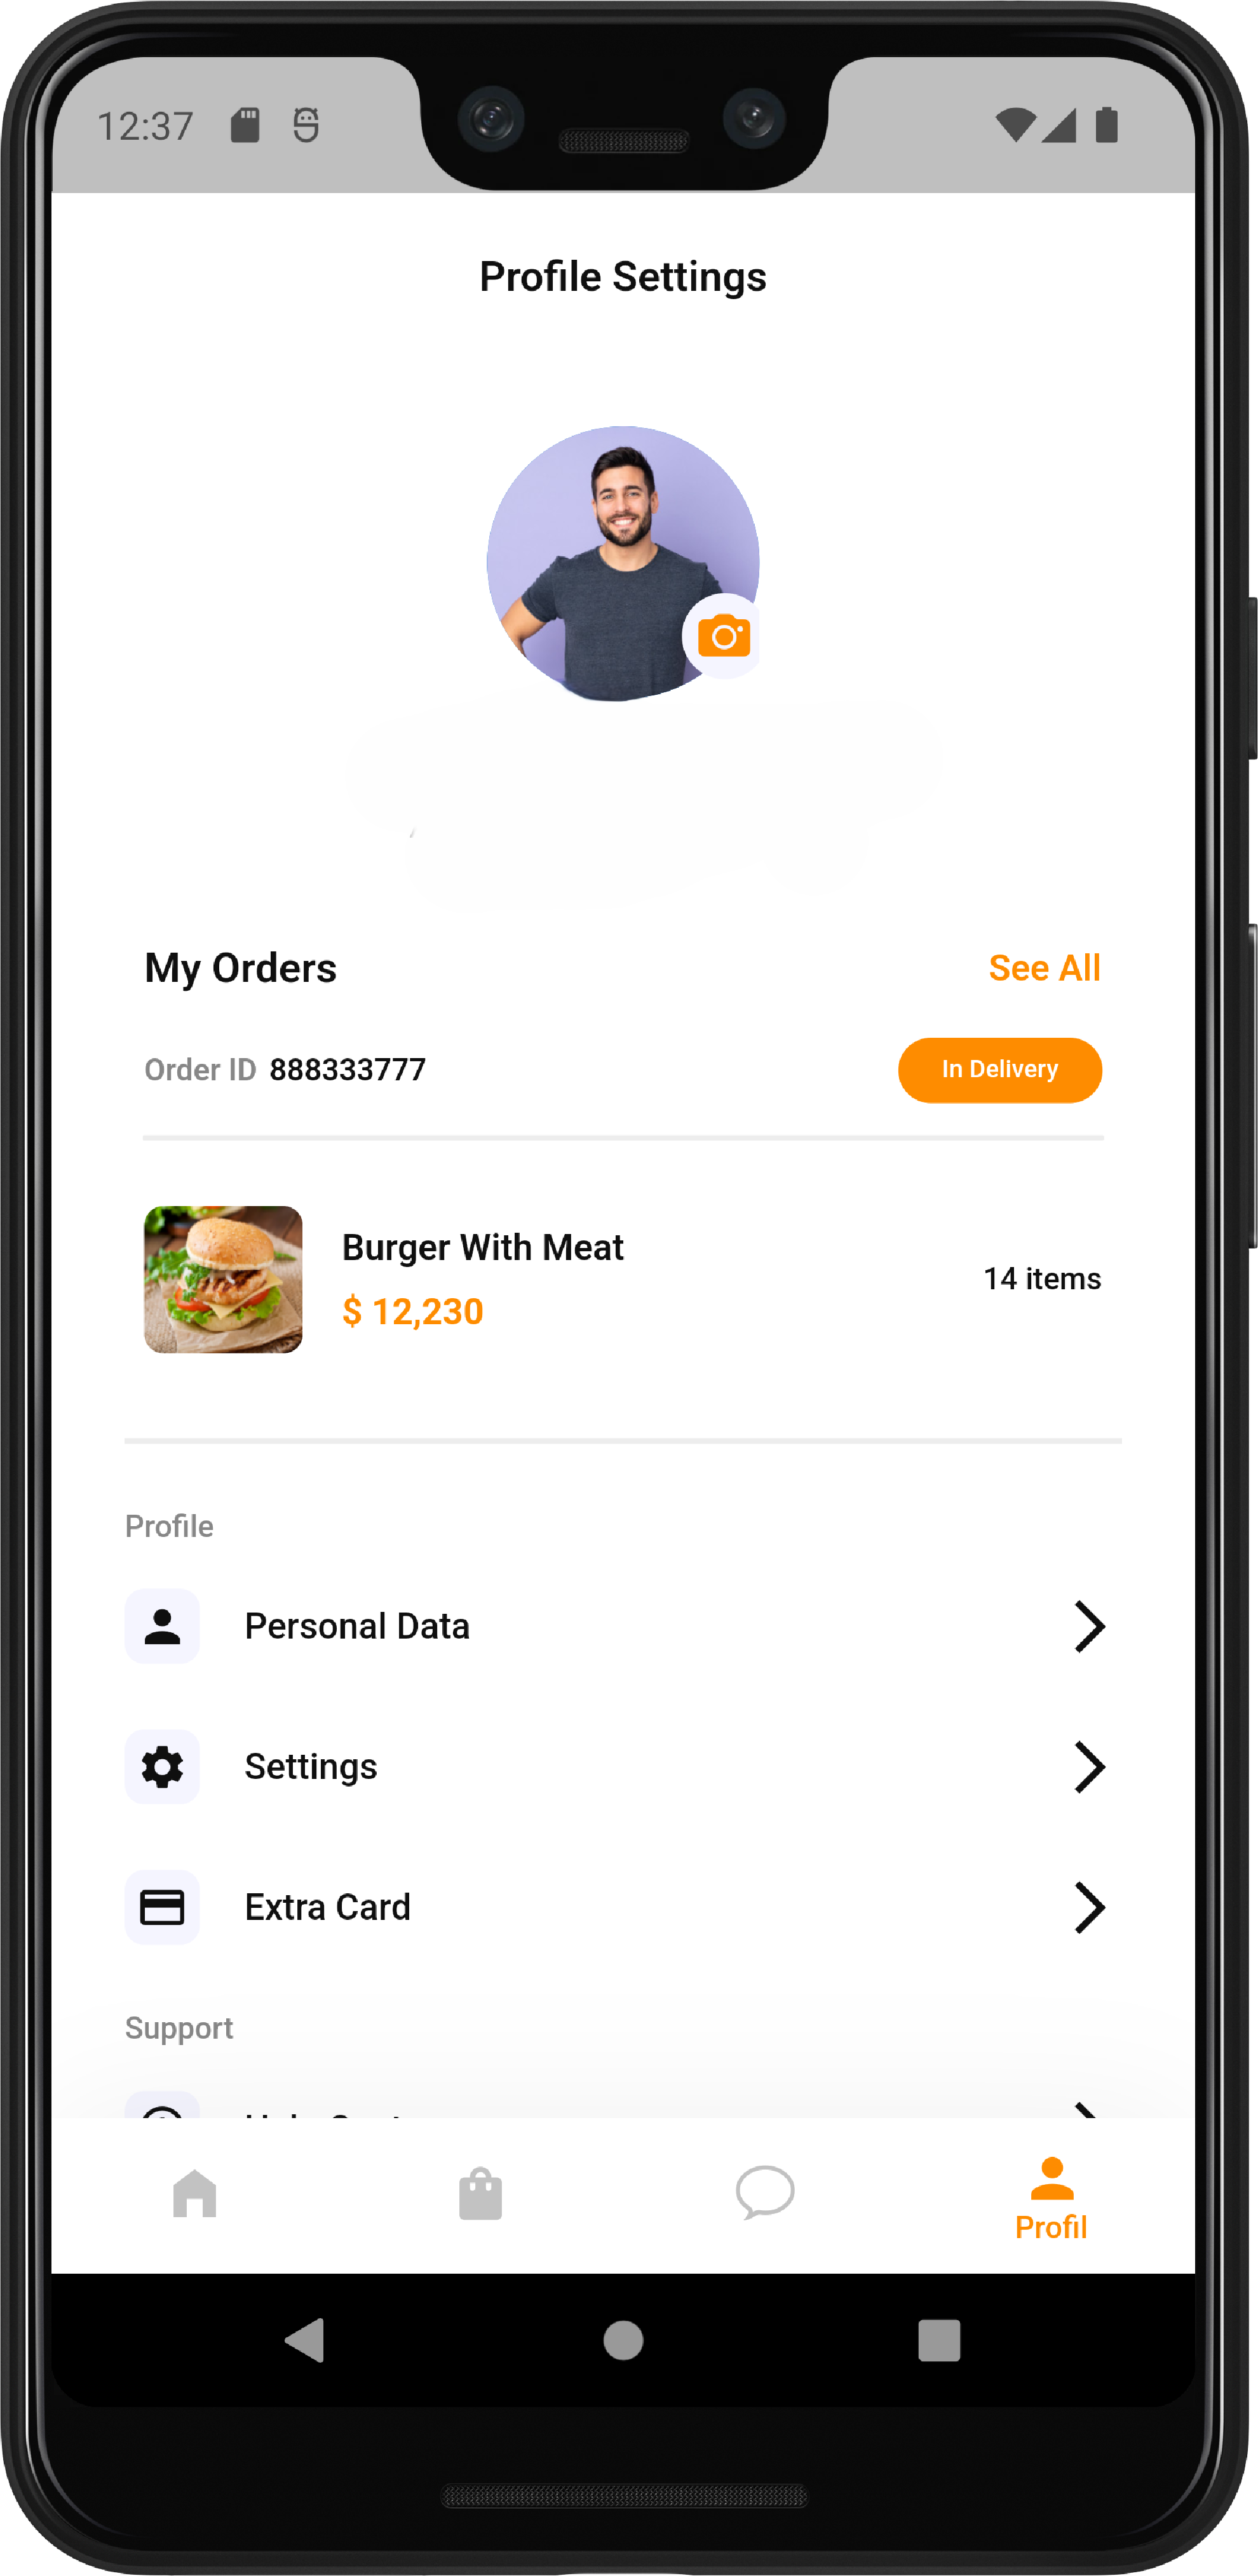 12:37
Profile Settings
My Orders
See All
Order ID 888333777
In Delivery
Burger With Meat
$ 12,230
14 items
Profile
Personal Data
Settings
Extra Card
Support
Profil